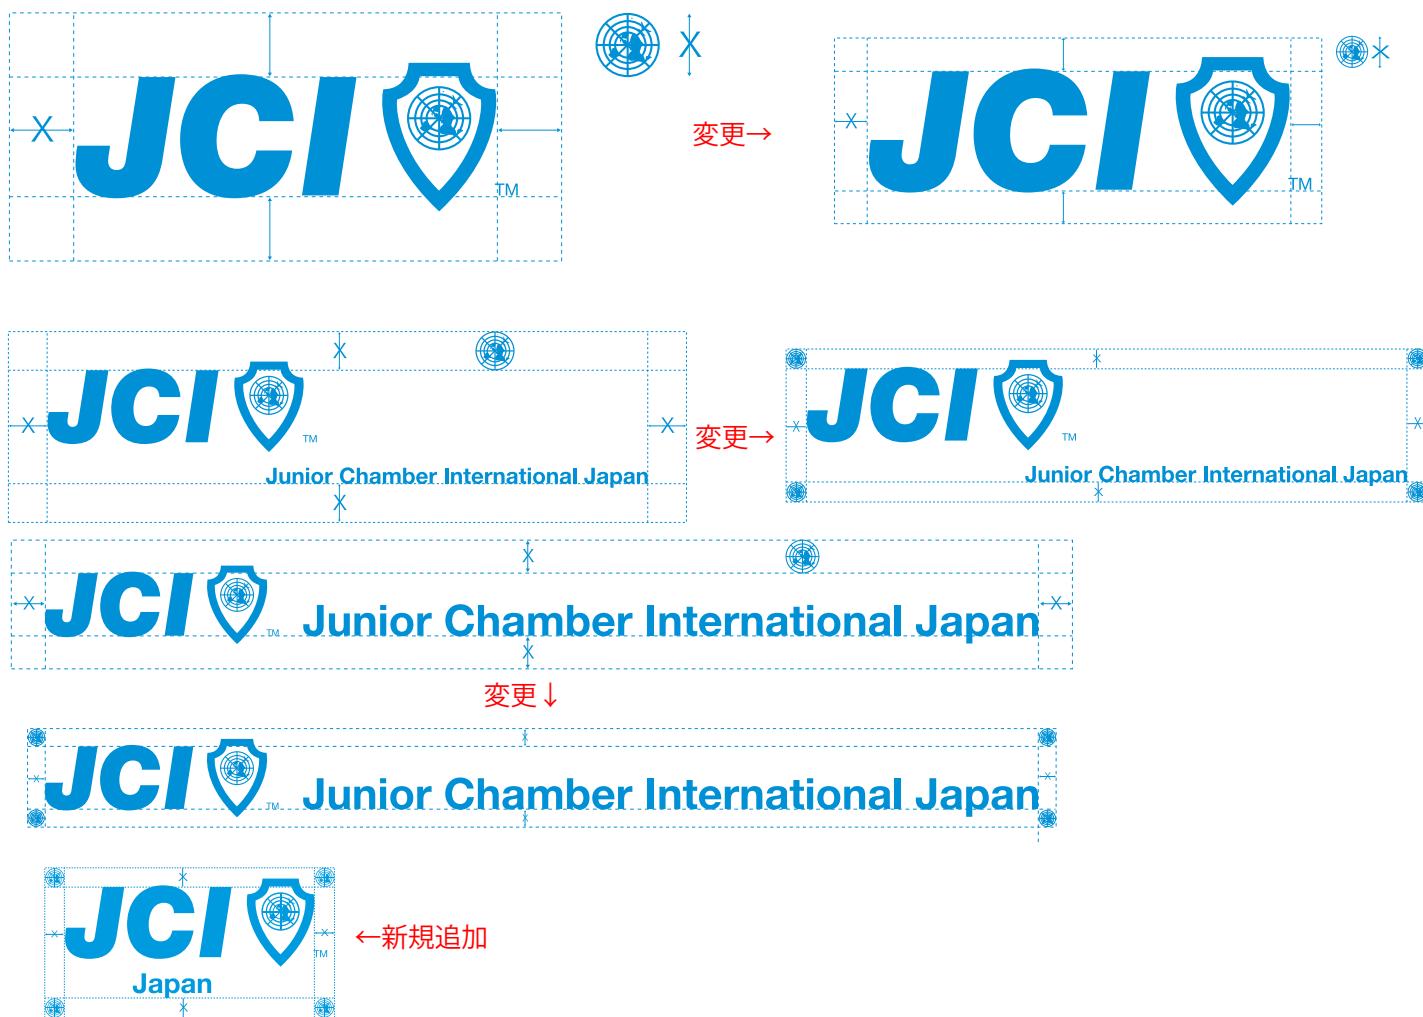 X
X
JCI
TM
変更→
X
X
JCI
TM
X
X
JCI
TM
X
Junior Chamber International Japan
X
変更→
X
X
JCI
TM
X
Junior Chamber International Japan
X
X
X
JCI
TM
Junior Chamber International Japan
X
X
変更↓
X
X
JCI
TM
Junior Chamber International Japan
X
X
X
X
JCI
X
TM
Japan
X
←新規追加